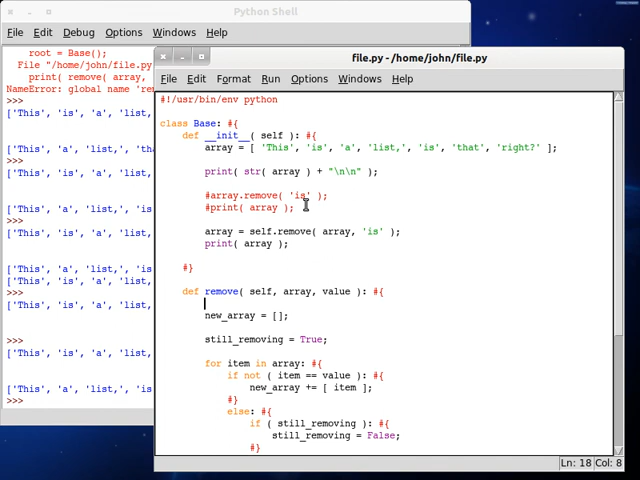 Python Shell
File Edit Debug Options Windows Help
root = Base();
File "/home/john/file.py
print( remove( array,
NameError: global name 're
>>>
['This', 'is', 'a', 'list,
['This', 'a', 'list,', 'th
>>>
['This', 'is', 'a', 'list,
['This', 'a', 'list,', 'is
>>>
['This', 'is', 'a', 'list,
['This', 'a', 'list,', 'is
['This', 'is', 'a', 'list,
>>>
['This', 'is', 'a', 'list,
>>>
['This', 'is', 'a', 'list,
['This', 'a', 'list,', 'is
>>>
file.py - /home/john/file.py
File Edit Format Run Options Windows Help
#!/usr/bin/env python
class Base: #{
def __init__( self ): #{
array = [ 'This', 'is', 'a', 'list,', 'is', 'that', 'right?' ];
print( str( array ) + "\n\n" );
#array.remove( 'is' );
#print( array );
array = self.remove( array, 'is' );
print( array );
#}
def remove( self, array, value ): #{
new_array = [];
still_removing = True;
for item in array: #{
if not ( item == value ): #{
new_array += [ item ];
#}
else: #{
if ( still_removing ): #{
still_removing = False;
#}
Ln: 18 Col: 8